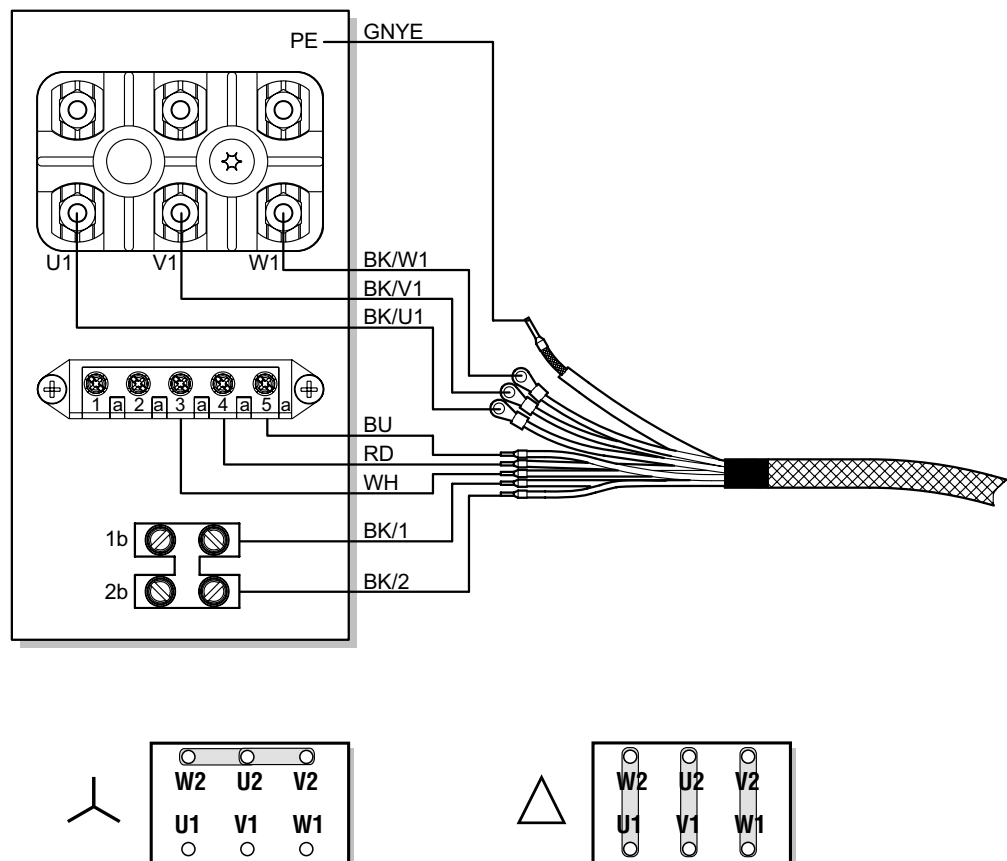 PE GNYE
U1 V1 W1
BK/W1
BK/V1
BK/U1
1 a 2 a 3 a 4 a 5 a
BU
RD
WH
1b BK/1
2b BK/2
W2 U2 V2
U1 V1 W1
W2 U2 V2
U1 V1 W1